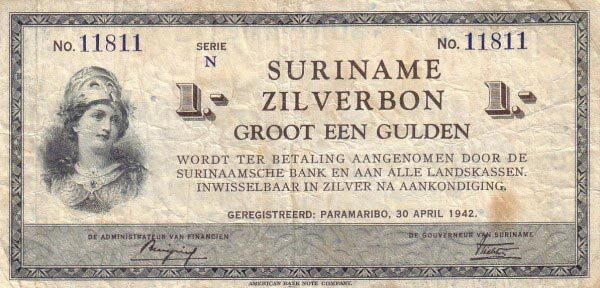 No. 11811 SERIE No. 11811
N
SURINAME
1.- ZILVERBON 1.-
GROOT EEN GULDEN
WORDT TER BETALING AANGENOMEN DOOR DE
SURINAAMSCHE BANK EN AAN ALLE LANDSKASSEN.
INWISSELBAAR IN ZILVER NA AANKONDIGING.
GEREGISTREERD: PARAMARIBO, 30 APRIL 1942.
DE ADMINISTRATEUR VAN FINANCIEN DE GOUVERNEUR VAN SURINAME
AMERICAN BANK NOTE COMPANY.